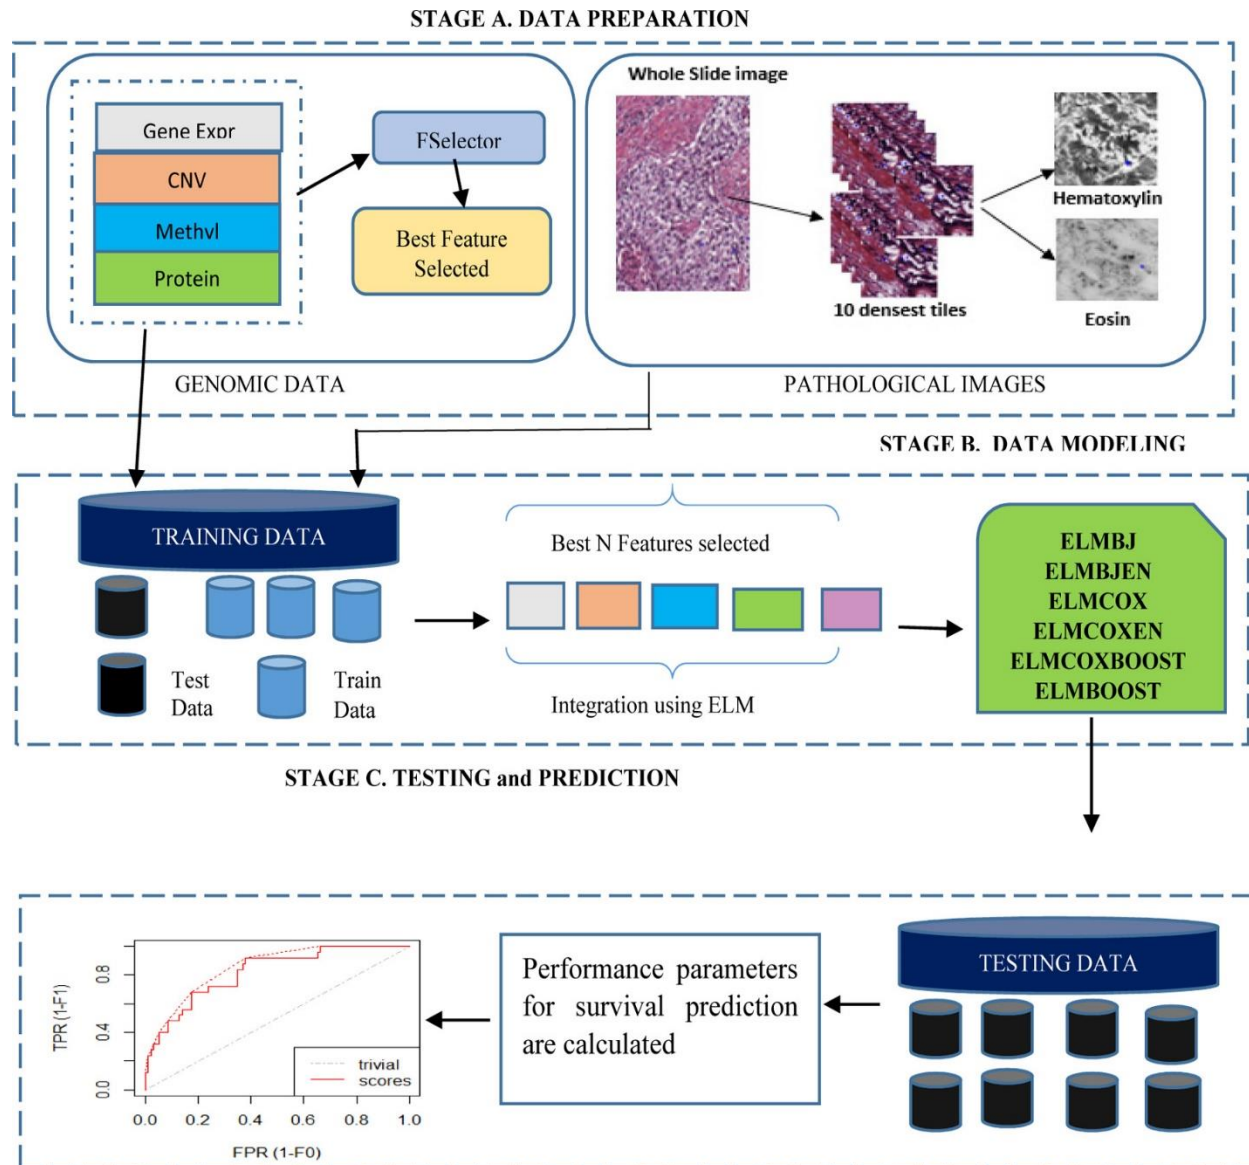 STAGE A. DATA PREPARATION
Gene Expr
CNV
Methyl
Protein
FSelector
Best Feature
Selected
GENOMIC DATA
Whole Slide image
10 densest tiles
Hematoxylin
Eosin
PATHOLOGICAL IMAGES
STAGE B. DATA MODELING
TRAINING DATA
Test
Data
Train
Data
Best N Features selected
Integration using ELM
ELMBJ
ELMBJEN
ELMCOX
ELMCOXEN
ELMCOXBOOST
ELMBOOST
STAGE C. TESTING and PREDICTION
TPR (1-F1)
0.8
0.4
0.0
trivial
scores
0.0 0.2 0.4 0.6 0.8 1.0
FPR (1-F0)
Performance parameters
for survival prediction
are calculated
TESTING DATA